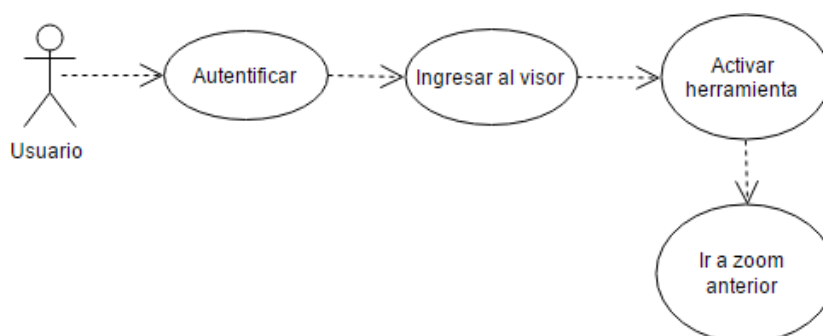 Autentificar
Ingresar al visor
Activar
herramienta
Usuario
Ir a zoom
anterior